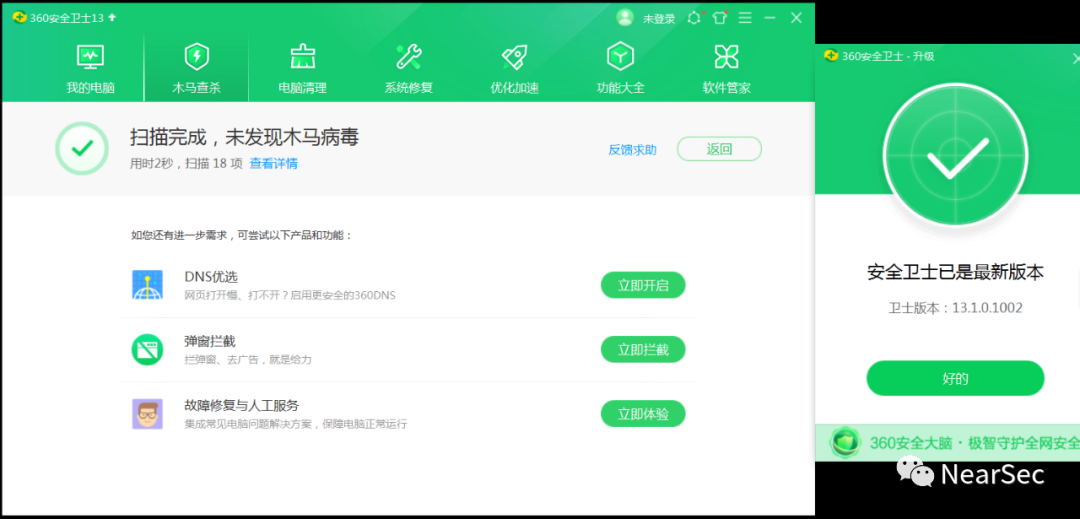 360安全卫士13
未登录
我的电脑
木马查杀
电脑清理
系统修复
优化加速
功能大全
软件管家
扫描完成，未发现木马病毒
用时2秒，扫描 18 项 查看详情
反馈求助
返回
如您还有进一步需求，可尝试以下产品和功能：
DNS优选
网页打开慢、打不开？启用更安全的360DNS
立即开启
弹窗拦截
拦弹窗、去广告，就是给力
立即拦截
故障修复与人工服务
集成常见电脑问题解决方案，保障电脑正常运行
立即体验
360安全卫士 - 升级
安全卫士已是最新版本
卫士版本：13.1.0.1002
好的
360安全大脑 · 极智守护全网安全
NearSec